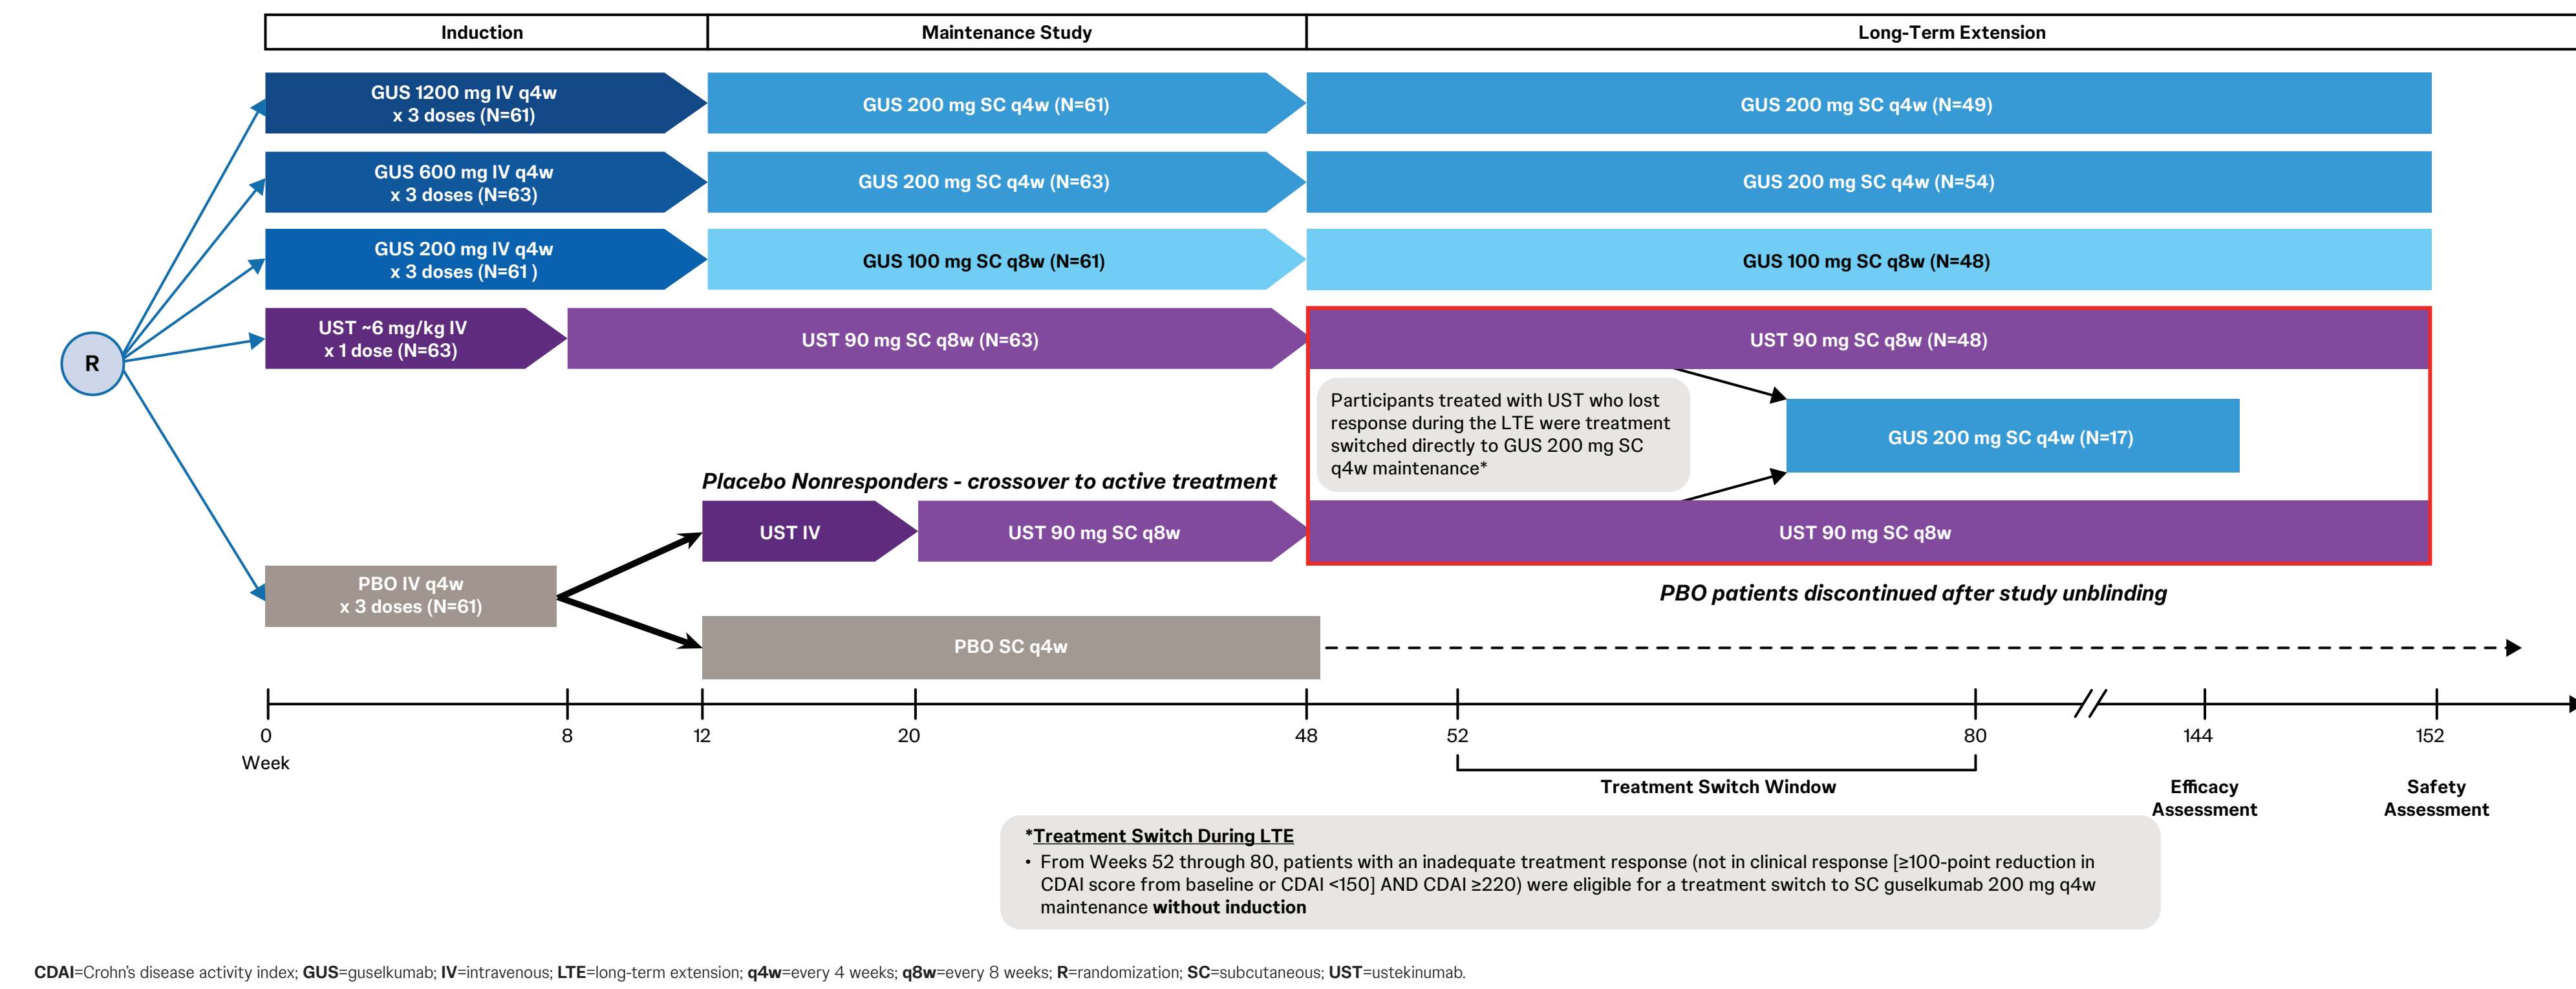 Induction
Maintenance Study
Long-Term Extension
GUS 1200 mg IV q4w
x 3 doses (N=61)
GUS 200 mg SC q4w (N=61)
GUS 200 mg SC q4w (N=49)
GUS 600 mg IV q4w
x 3 doses (N=63)
GUS 200 mg SC q4w (N=63)
GUS 200 mg SC q4w (N=54)
GUS 200 mg IV q4w
x 3 doses (N=61 )
GUS 100 mg SC q8w (N=61)
GUS 100 mg SC q8w (N=48)
UST ~6 mg/kg IV
x 1 dose (N=63)
UST 90 mg SC q8w (N=63)
UST 90 mg SC q8w (N=48)
R
Participants treated with UST who lost
response during the LTE were treatment
switched directly to GUS 200 mg SC
q4w maintenance*
GUS 200 mg SC q4w (N=17)
Placebo Nonresponders - crossover to active treatment
UST IV
UST 90 mg SC q8w
UST 90 mg SC q8w
PBO IV q4w
x 3 doses (N=61)
PBO patients discontinued after study unblinding
PBO SC q4w
0
8
12
20
48
52
80
144
152
Week
Treatment Switch Window
Efficacy
Assessment
Safety
Assessment
*Treatment Switch During LTE
• From Weeks 52 through 80, patients with an inadequate treatment response (not in clinical response [≥100-point reduction in
CDAI score from baseline or CDAI <150] AND CDAI ≥220) were eligible for a treatment switch to SC guselkumab 200 mg q4w
maintenance without induction
CDAI=Crohn's disease activity index; GUS=guselkumab; IV=intravenous; LTE=long-term extension; q4w=every 4 weeks; q8w=every 8 weeks; R=randomization; SC=subcutaneous; UST=ustekinumab.